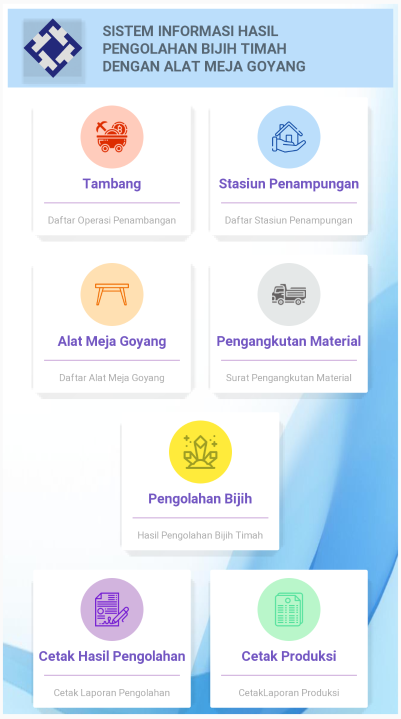 SISTEM INFORMASI HASIL
PENGOLAHAN BIJIH TIMAH
DENGAN ALAT MEJA GOYANG
Tambang
Daftar Operasi Penambangan
Stasiun Penampungan
Daftar Stasiun Penampungan
Alat Meja Goyang
Daftar Alat Meja Goyang
Pengangkutan Material
Surat Pengangkutan Material
Pengolahan Bijih
Hasil Pengolahan Bijih Timah
Cetak Hasil Pengolahan
Cetak Laporan Pengolahan
Cetak Produksi
CetakLaporan Produksi